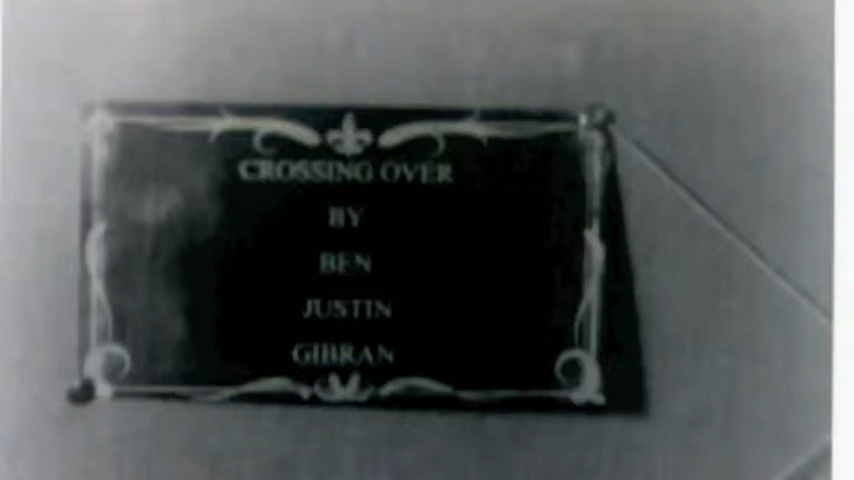 CROSSING OVER
BY
BEN
JUSTIN
GIBRAN